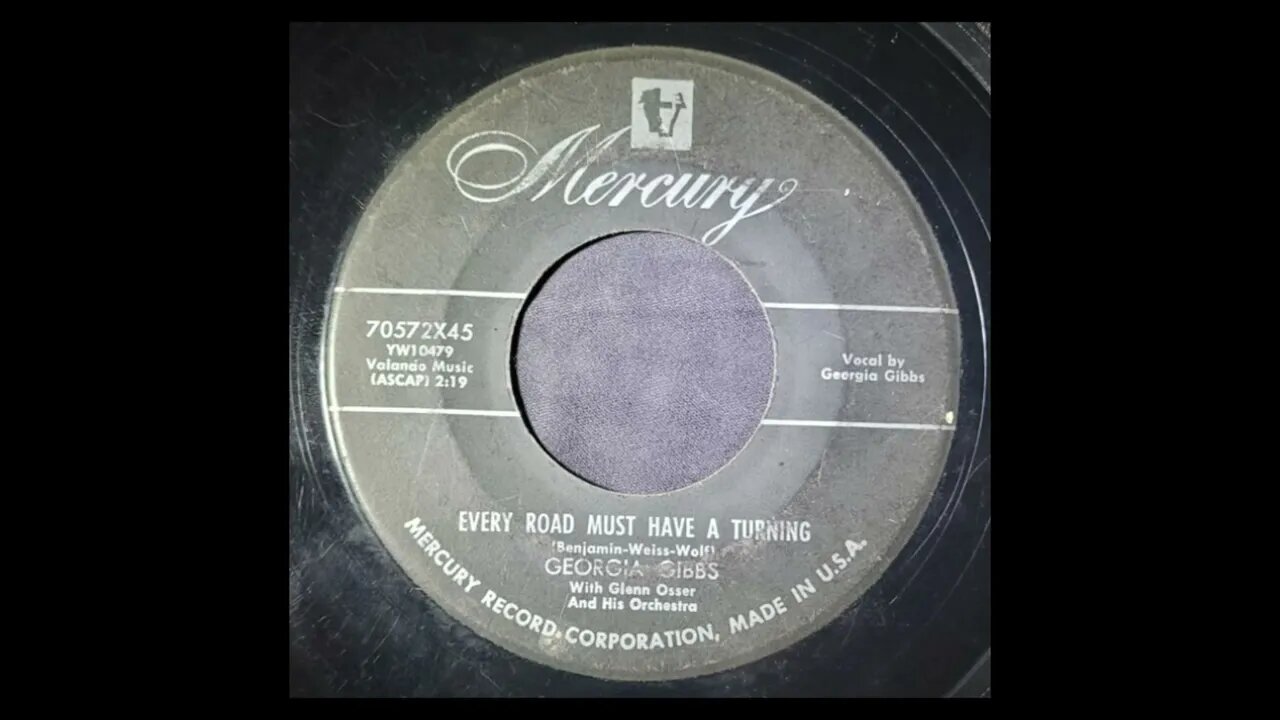 Mercury
70572X45
YW10479
Valando Music
(ASCAP) 2:19
Vocal by
Georgia Gibbs
EVERY ROAD MUST HAVE A TURNING
(Benjamin-Weiss-Wolf)
GEORGIA GIBBS
With Glenn Osser
And His Orchestra
MERCURY RECORD CORPORATION, MADE IN U.S.A.